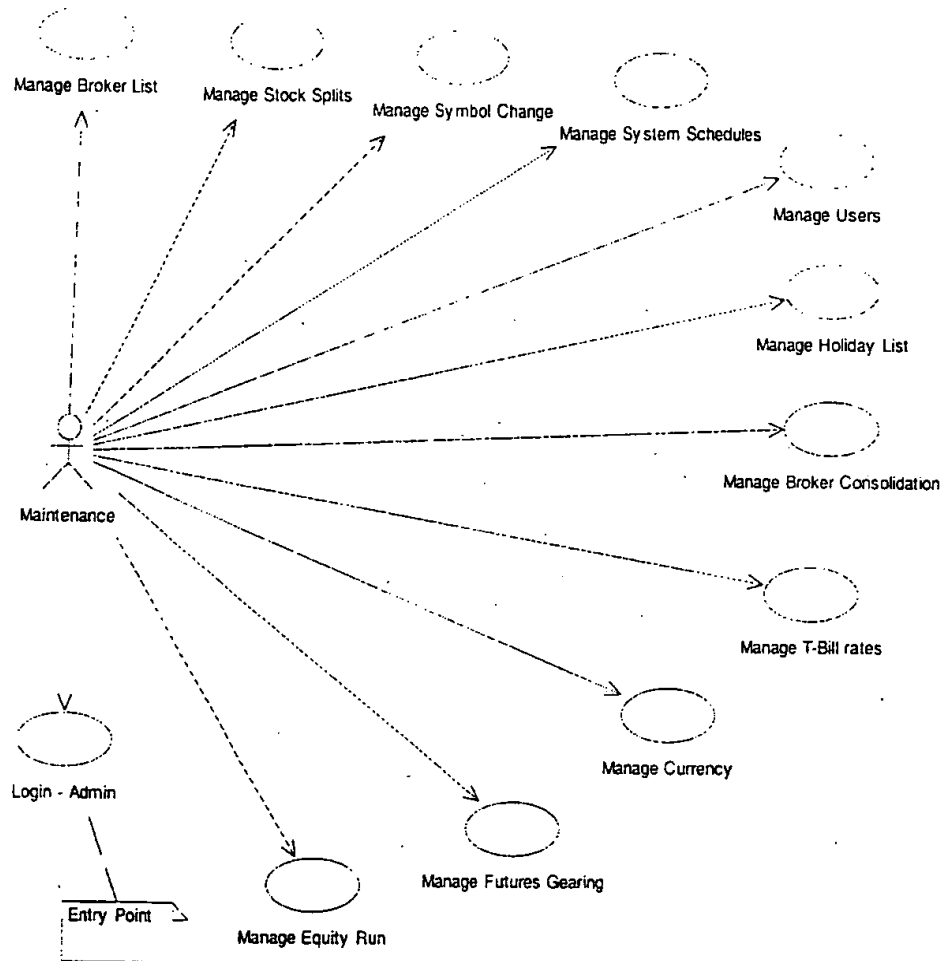 Manage Broker List
Manage Stock Splits
Manage Symbol Change
Manage System Schedules
Manage Users
Manage Holiday List
Manage Broker Consolidation
Maintenance
Manage T-Bill rates
Manage Currency
Login - Admin
Manage Futures Gearing
Entry Point
Manage Equity Run